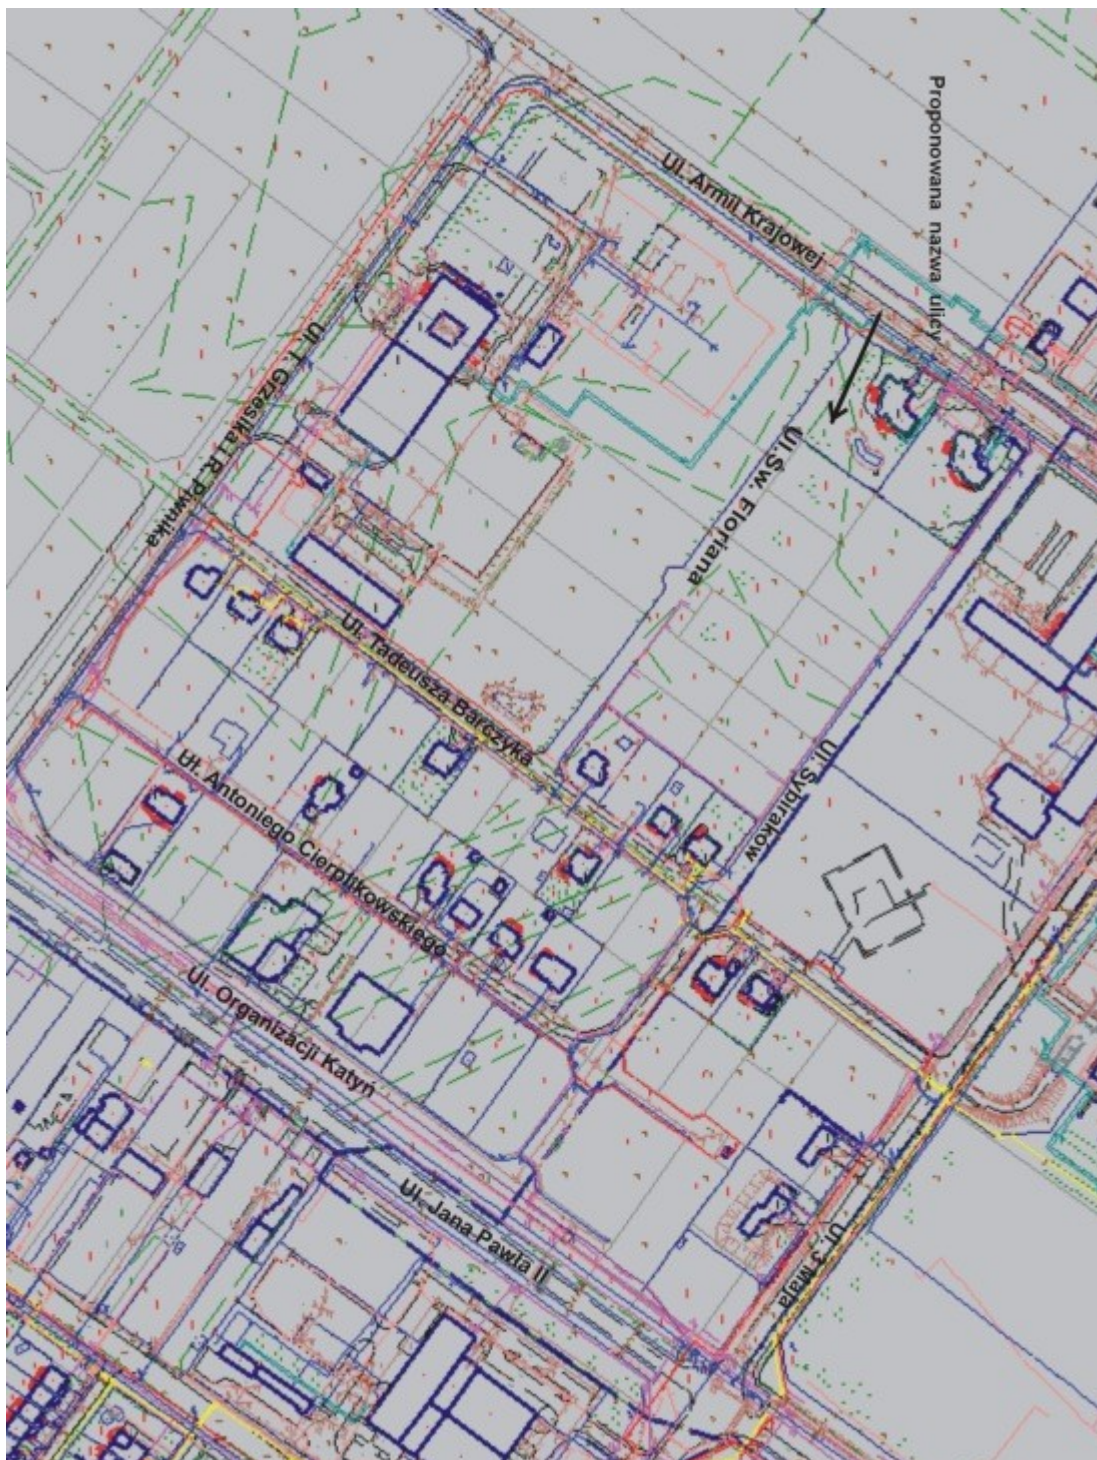 Proponowana nazwa ulicy
Ul. Armii Krajowej
Ul. T. Grzesika i R. Piwnika
Ul.Św. Floriana
Ul. Tadeusza Barczyka
Ul. Sybiraków
Ul. Antoniego Cierplikowskiego
Ul. Organizacji Katyń
Ul. Jana Pawła II
Ul. 3 Maja